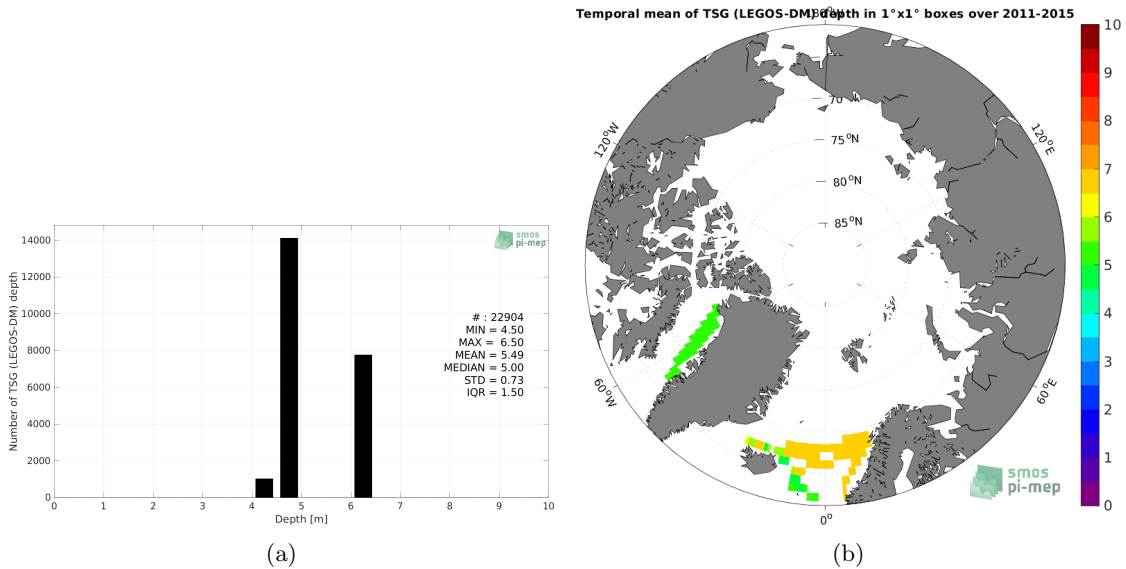 Temporal mean of TSG (LEGOS-DM) depth in 1°x1° boxes over 2011-2015
180°W
120°W
120°E
60°W
60°E
0°
70°N
75°N
80°N
85°N
10
9
8
7
6
5
4
3
2
1
0
smos
pi-mep
14000
12000
10000
8000
6000
4000
2000
0
Number of TSG (LEGOS-DM) depth
smos
pi-mep
# : 22904
MIN = 4.50
MAX = 6.50
MEAN = 5.49
MEDIAN = 5.00
STD = 0.73
IQR = 1.50
0 1 2 3 4 5 6 7 8 9 10
Depth [m]
(a)
(b)